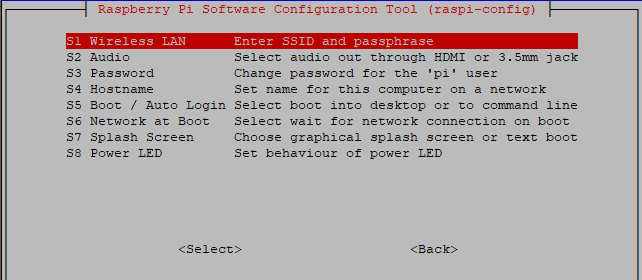 Raspberry Pi Software Configuration Tool (raspi-config)
S1 Wireless LAN Enter SSID and passphrase
S2 Audio Select audio out through HDMI or 3.5mm jack
S3 Password Change password for the 'pi' user
S4 Hostname Set name for this computer on a network
S5 Boot / Auto Login Select boot into desktop or to command line
S6 Network at Boot Select wait for network connection on boot
S7 Splash Screen Choose graphical splash screen or text boot
S8 Power LED Set behaviour of power LED
<Select> <Back>